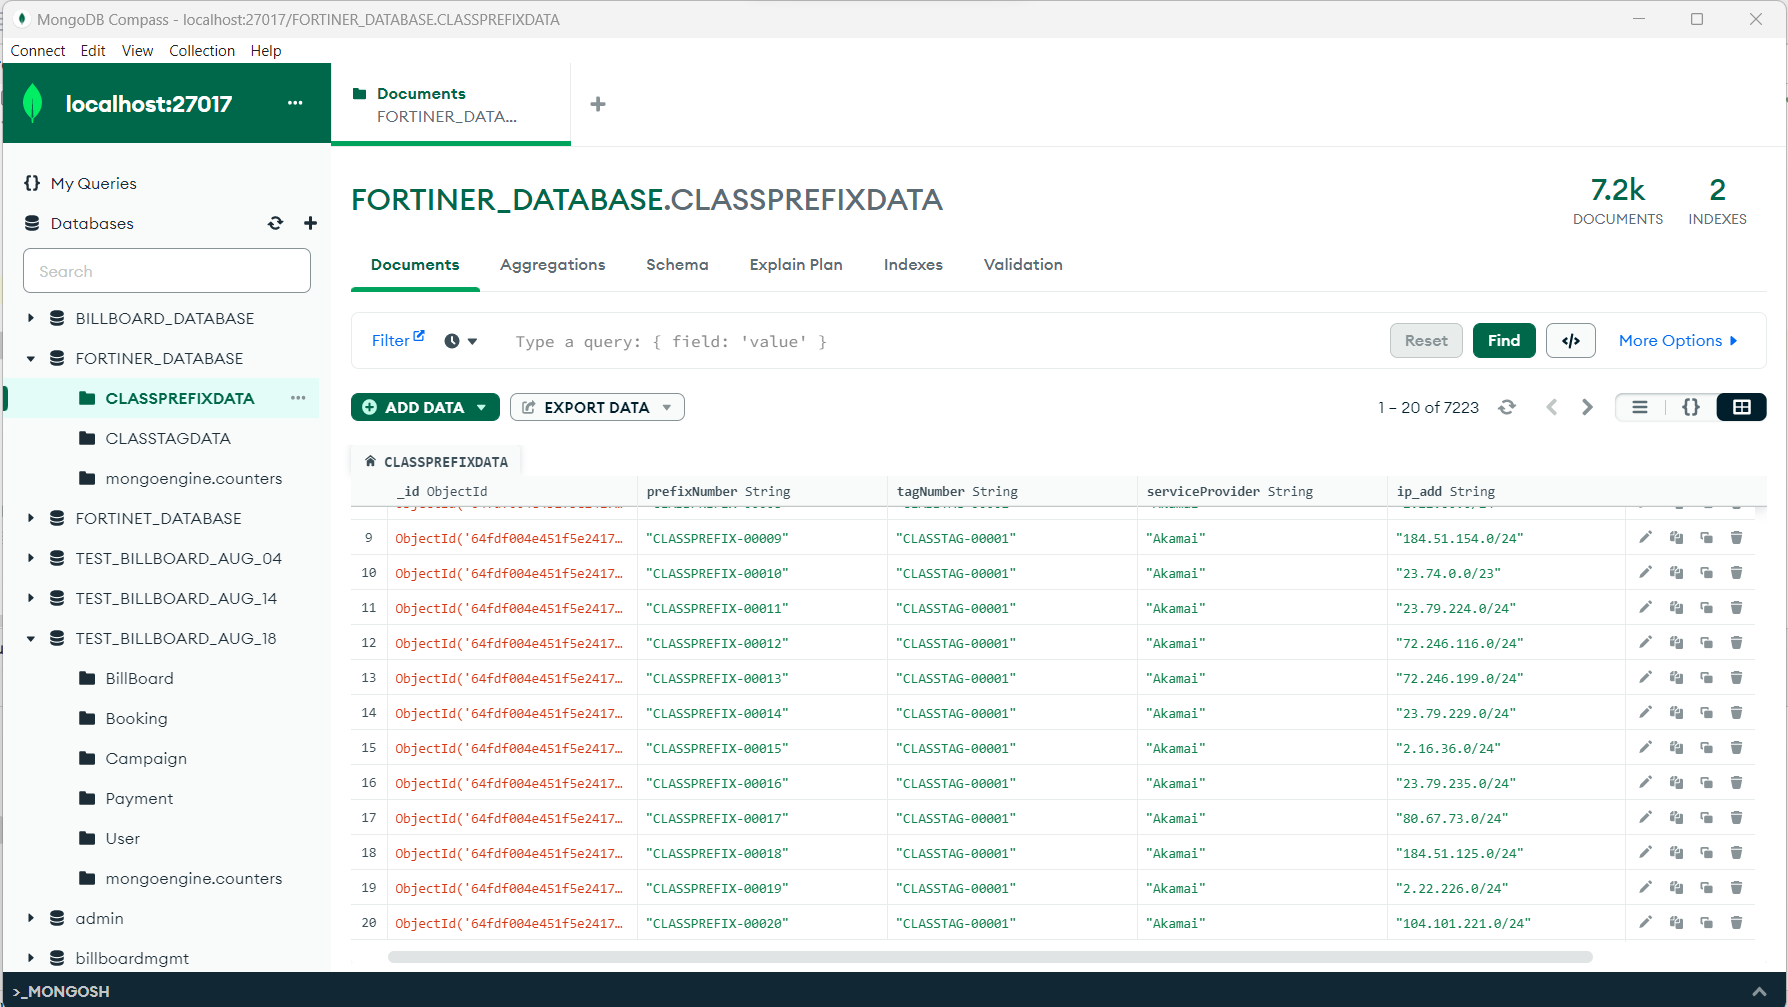 MongoDB Compass - localhost:27017/FORTINER_DATABASE.CLASSPREFIXDATA
Connect Edit View Collection Help
localhost:27017 ...
Documents
FORTINER_DATA...
My Queries
Databases
Search
BILLBOARD_DATABASE
FORTINER_DATABASE
CLASSPREFIXDATA ...
CLASSTAGDATA
mongoengine.counters
FORTINET_DATABASE
TEST_BILLBOARD_AUG_04
TEST_BILLBOARD_AUG_14
TEST_BILLBOARD_AUG_18
BillBoard
Booking
Campaign
Payment
User
mongoengine.counters
admin
billboardmgmt
FORTINER_DATABASE.CLASSPREFIXDATA
7.2k
DOCUMENTS
2
INDEXES
Documents Aggregations Schema Explain Plan Indexes Validation
Filter Type a query: { field: 'value' } Reset Find </> More Options
ADD DATA EXPORT DATA 1 – 20 of 7223 {}
CLASSPREFIXDATA
_id ObjectId prefixNumber String tagNumber String serviceProvider String ip_add String
9 ObjectId('64fdf004e451f5e2417... "CLASSPREFIX-00009" "CLASSTAG-00001" "Akamai" "184.51.154.0/24"
10 ObjectId('64fdf004e451f5e2417... "CLASSPREFIX-00010" "CLASSTAG-00001" "Akamai" "23.74.0.0/23"
11 ObjectId('64fdf004e451f5e2417... "CLASSPREFIX-00011" "CLASSTAG-00001" "Akamai" "23.79.224.0/24"
12 ObjectId('64fdf004e451f5e2417... "CLASSPREFIX-00012" "CLASSTAG-00001" "Akamai" "72.246.116.0/24"
13 ObjectId('64fdf004e451f5e2417... "CLASSPREFIX-00013" "CLASSTAG-00001" "Akamai" "72.246.199.0/24"
14 ObjectId('64fdf004e451f5e2417... "CLASSPREFIX-00014" "CLASSTAG-00001" "Akamai" "23.79.229.0/24"
15 ObjectId('64fdf004e451f5e2417... "CLASSPREFIX-00015" "CLASSTAG-00001" "Akamai" "2.16.36.0/24"
16 ObjectId('64fdf004e451f5e2417... "CLASSPREFIX-00016" "CLASSTAG-00001" "Akamai" "23.79.235.0/24"
17 ObjectId('64fdf004e451f5e2417... "CLASSPREFIX-00017" "CLASSTAG-00001" "Akamai" "80.67.73.0/24"
18 ObjectId('64fdf004e451f5e2417... "CLASSPREFIX-00018" "CLASSTAG-00001" "Akamai" "184.51.125.0/24"
19 ObjectId('64fdf004e451f5e2417... "CLASSPREFIX-00019" "CLASSTAG-00001" "Akamai" "2.22.226.0/24"
20 ObjectId('64fdf004e451f5e2417... "CLASSPREFIX-00020" "CLASSTAG-00001" "Akamai" "104.101.221.0/24"
>_MONGOSH